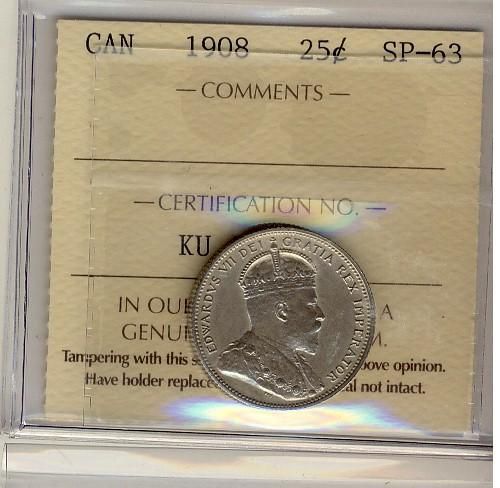 CAN 1908 25¢ SP-63
— COMMENTS —
— CERTIFICATION NO. —
KU
EDWARDVS VII DEI GRATIA REX IMPERATOR
IN OU A
GENU M.
Tampering with this ove opinion.
Have holder replace al not intact.